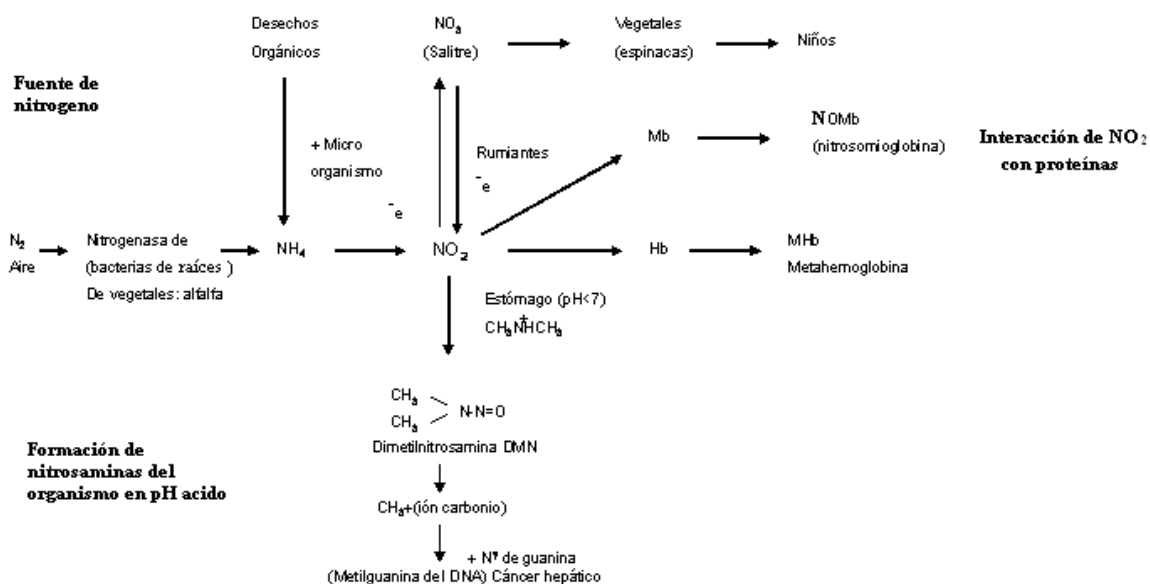 Desechos
Orgánicos
NO₃
(Salitre)
Vegetales
(espinacas)
Niños
Fuente de
nitrogeno
+ Micro
organismo
⁻e
Rumiantes
⁻e
Mb
NOMb
(nitrosomioglobina)
Interacción de NO₂
con proteínas
N₂
Aire
Nitrogenasa de
(bacterias de raíces )
De vegetales: alfalfa
NH₄
NO₂
Hb
MHb
Metahemoglobina
Estómago (pH<7)
+
CH₃NHCH₃
CH₃
CH₃
N-N=O
Dimetilnitrosamina DMN
Formación de
nitrosaminas del
organismo en pH acido
CH₃+(ión carbonio)
+ N⁷ de guanina
(Metilguanina del DNA) Cáncer hepático